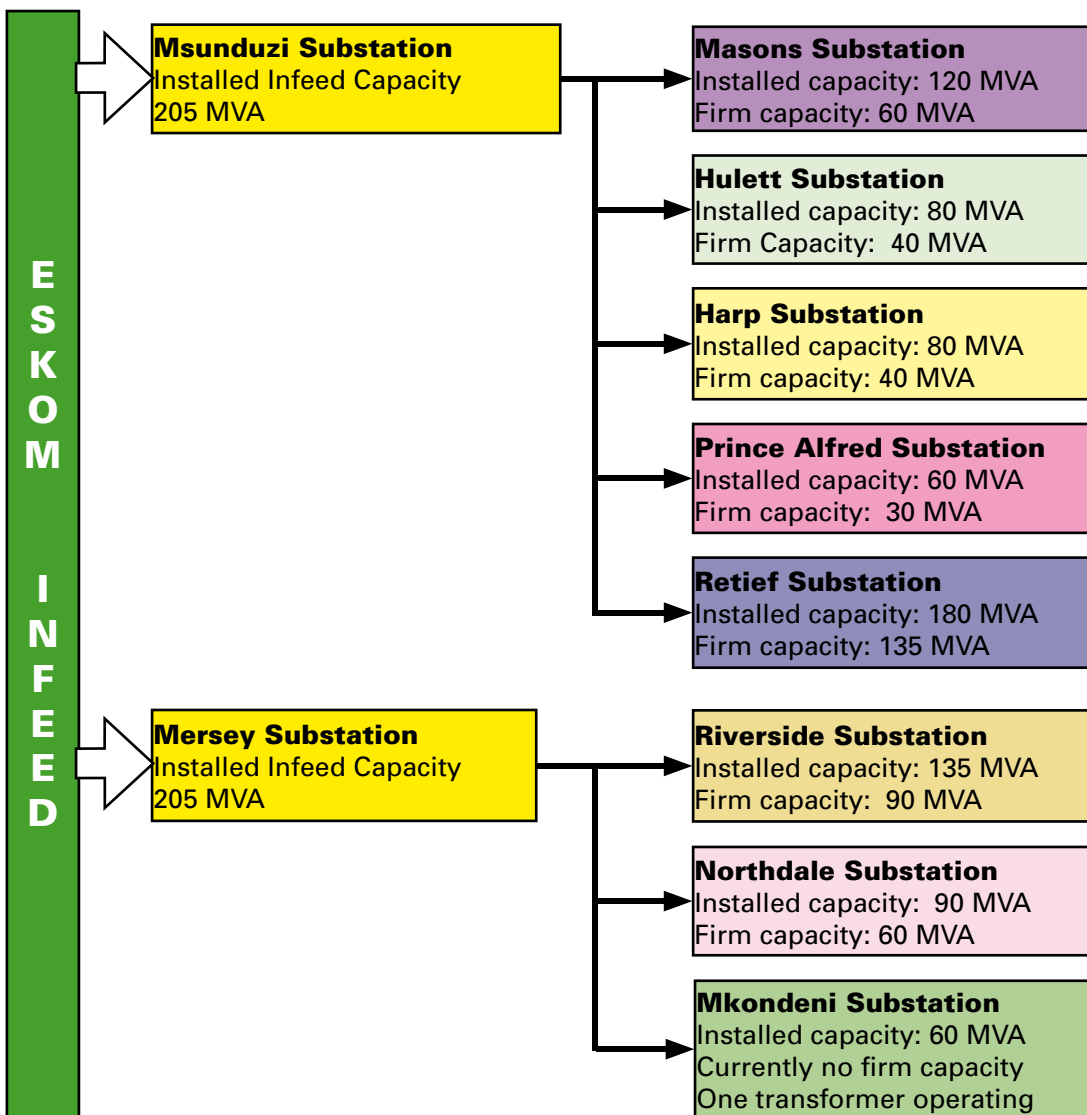 ESKOM INFEED
Msunduzi Substation
Installed Infeed Capacity
205 MVA
Masons Substation
Installed capacity: 120 MVA
Firm capacity: 60 MVA
Hulett Substation
Installed capacity: 80 MVA
Firm Capacity: 40 MVA
Harp Substation
Installed capacity: 80 MVA
Firm capacity: 40 MVA
Prince Alfred Substation
Installed capacity: 60 MVA
Firm capacity: 30 MVA
Retief Substation
Installed capacity: 180 MVA
Firm capacity: 135 MVA
Mersey Substation
Installed Infeed Capacity
205 MVA
Riverside Substation
Installed capacity: 135 MVA
Firm capacity: 90 MVA
Northdale Substation
Installed capacity: 90 MVA
Firm capacity: 60 MVA
Mkondeni Substation
Installed capacity: 60 MVA
Currently no firm capacity
One transformer operating